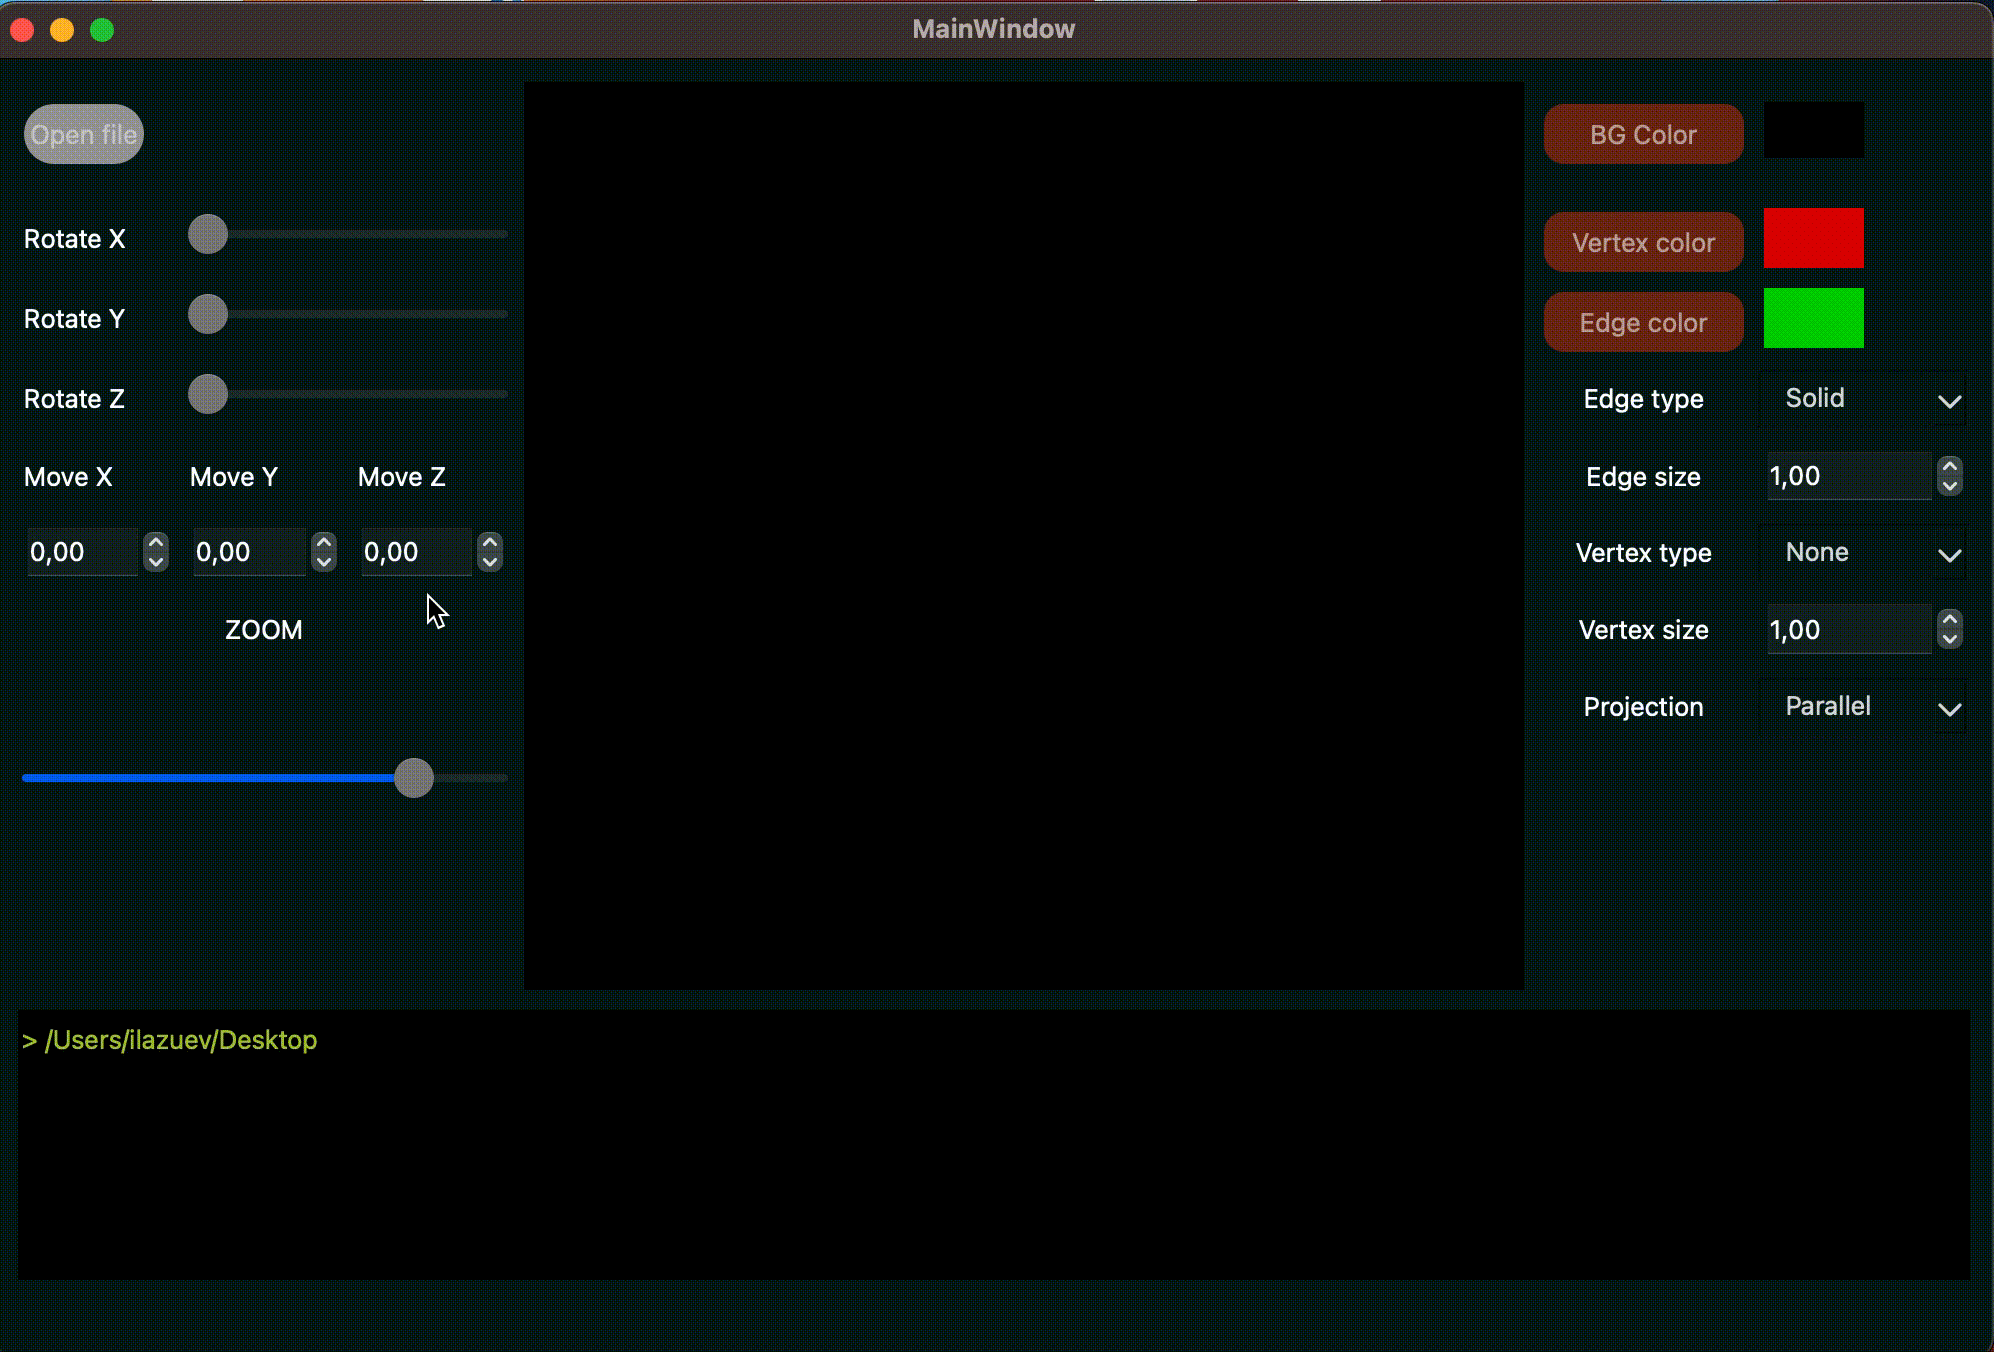 MainWindow
Open file
Rotate X
Rotate Y
Rotate Z
Move X Move Y Move Z
0,00 0,00 0,00
ZOOM
BG Color
Vertex color
Edge color
Edge type Solid
Edge size 1,00
Vertex type None
Vertex size 1,00
Projection Parallel
> /Users/ilazuev/Desktop